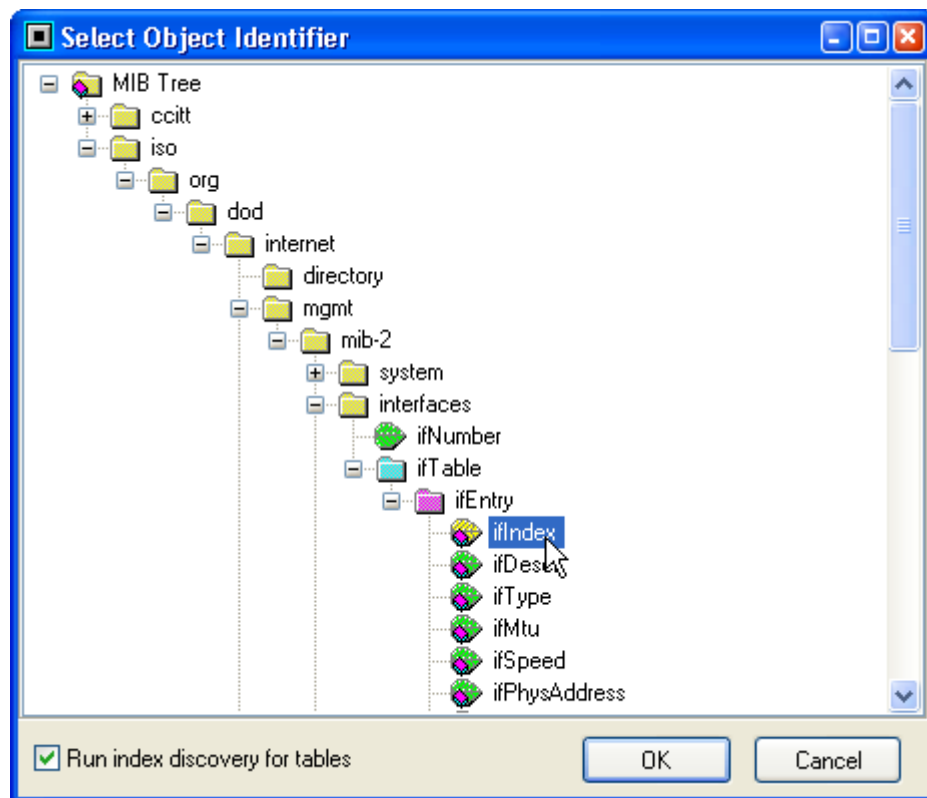 Select Object Identifier
MIB Tree
ccitt
iso
org
dod
internet
directory
mgmt
mib-2
system
interfaces
ifNumber
ifTable
ifEntry
ifIndex
ifType
ifMtu
ifSpeed
ifPhysAddress
Run index discovery for tables OK Cancel